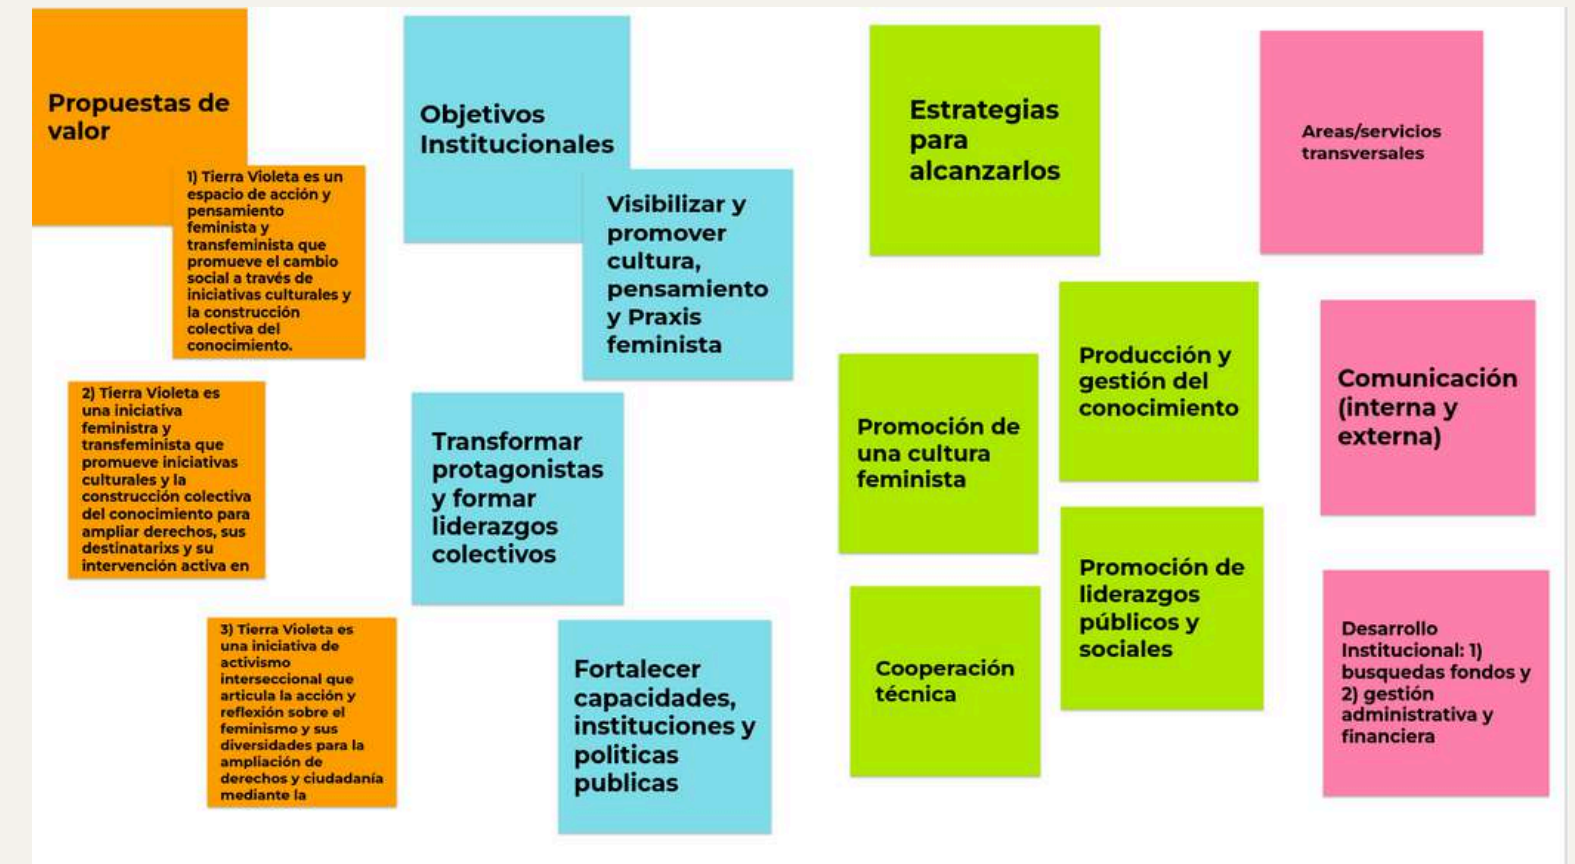 Propuestas de
valor
1) Tierra Violeta es un
espacio de acción y
pensamiento
feminista y
transfeminista que
promueve el cambio
social a través de
iniciativas culturales y
la construcción
colectiva del
conocimiento.
2) Tierra Violeta es
una iniciativa
feministra y
transfeminista que
promueve iniciativas
culturales y la
construcción colectiva
del conocimiento para
ampliar derechos, sus
destinatarixs y su
intervención activa en
3) Tierra Violeta es
una iniciativa de
activismo
interseccional que
articula la acción y
reflexión sobre el
feminismo y sus
diversidades para la
ampliación de
derechos y ciudadanía
mediante la
Objetivos
Institucionales
Visibilizar y
promover
cultura,
pensamiento
y Praxis
feminista
Transformar
protagonistas
y formar
liderazgos
colectivos
Fortalecer
capacidades,
instituciones y
politicas
publicas
Estrategias
para
alcanzarlos
Producción y
gestión del
conocimiento
Promoción de
una cultura
feminista
Promoción de
liderazgos
públicos y
sociales
Cooperación
técnica
Areas/servicios
transversales
Comunicación
(interna y
externa)
Desarrollo
Institucional: 1)
busquedas fondos y
2) gestión
administrativa y
financiera